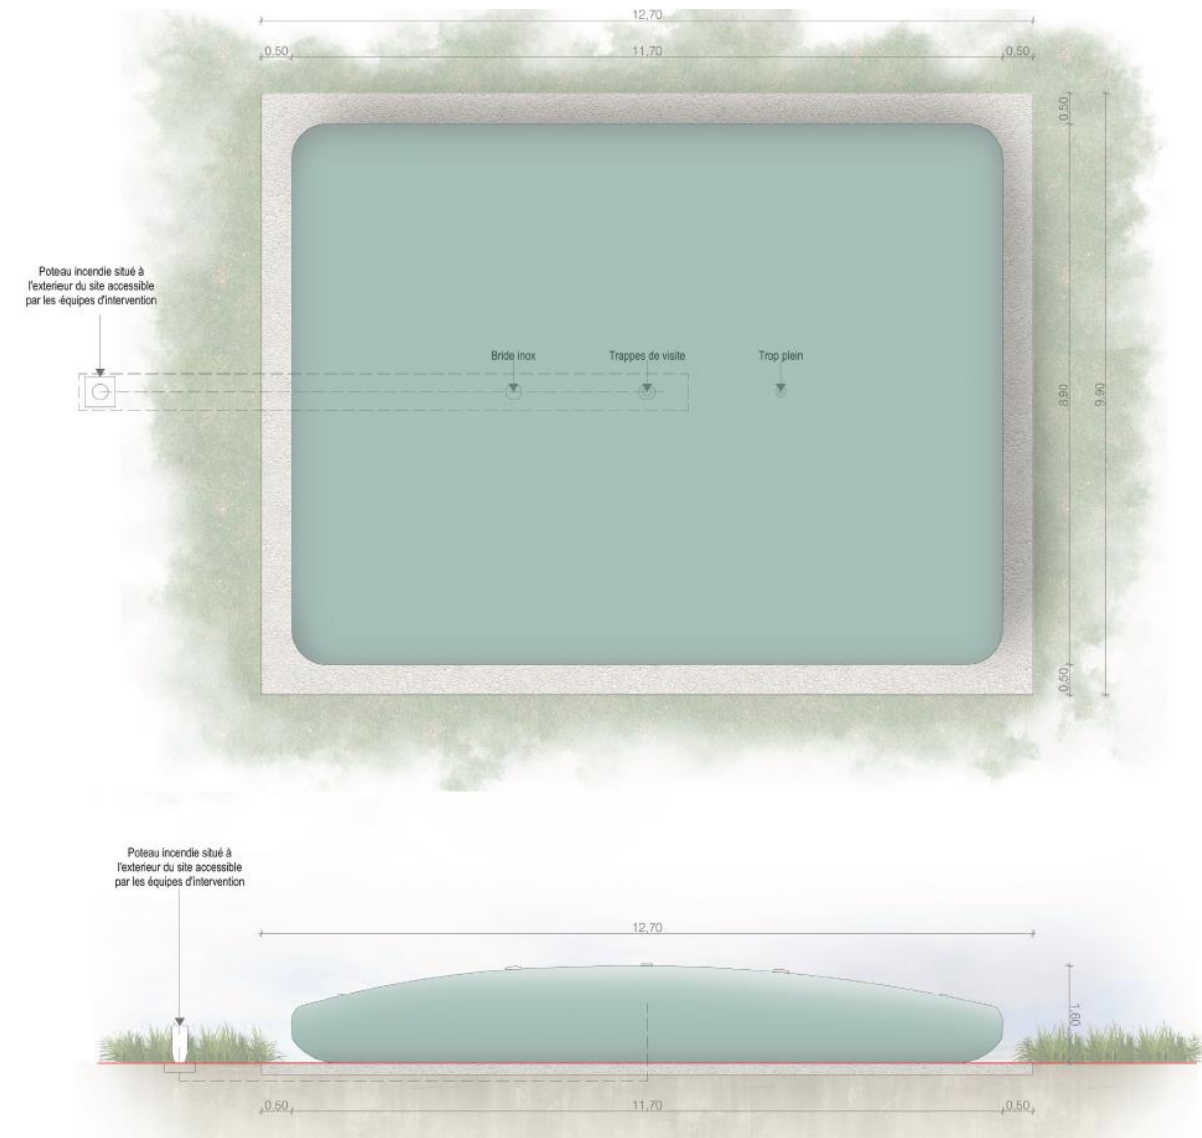 12,70
0,50
11,70
0,50
0,50
Poteau incendie situé à
l'exterieur du site accessible
par les équipes d'intervention
Bride inox
Trappes de visite
Trop plein
8,90
9,90
0,50
Poteau incendie situé à
l'exterieur du site accessible
par les équipes d'intervention
12,70
1,60
0,50
11,70
0,50